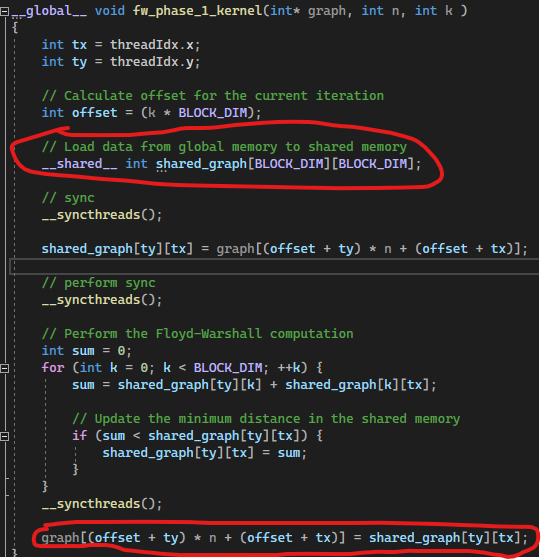 __global__ void fw_phase_1_kernel(int* graph, int n, int k )
{
int tx = threadIdx.x;
int ty = threadIdx.y;
// Calculate offset for the current iteration
int offset = (k * BLOCK_DIM);
// Load data from global memory to shared memory
__shared__ int shared_graph[BLOCK_DIM][BLOCK_DIM];
// sync
__syncthreads();
shared_graph[ty][tx] = graph[(offset + ty) * n + (offset + tx)];
// perform sync
__syncthreads();
// Perform the Floyd-Warshall computation
int sum = 0;
for (int k = 0; k < BLOCK_DIM; ++k) {
sum = shared_graph[ty][k] + shared_graph[k][tx];
// Update the minimum distance in the shared memory
if (sum < shared_graph[ty][tx]) {
shared_graph[ty][tx] = sum;
}
}
__syncthreads();
graph[(offset + ty) * n + (offset + tx)] = shared_graph[ty][tx];
}